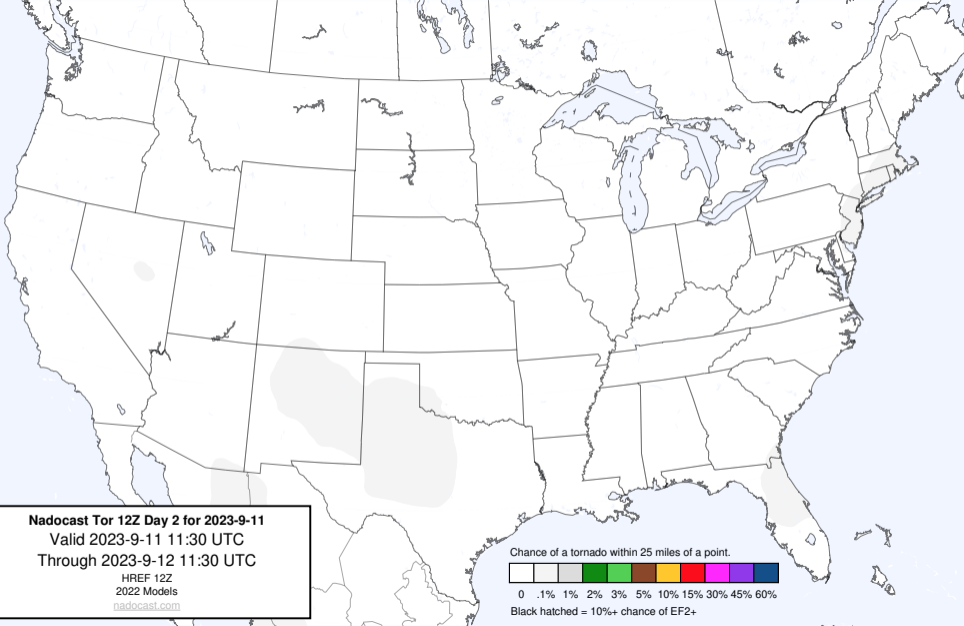 Nadocast Tor 12Z Day 2 for 2023-9-11
Valid 2023-9-11 11:30 UTC
Through 2023-9-12 11:30 UTC
HREF 12Z
2022 Models
nadocast.com
Chance of a tornado within 25 miles of a point.
0 .1% 1% 2% 3% 5% 10% 15% 30% 45% 60%
Black hatched = 10%+ chance of EF2+